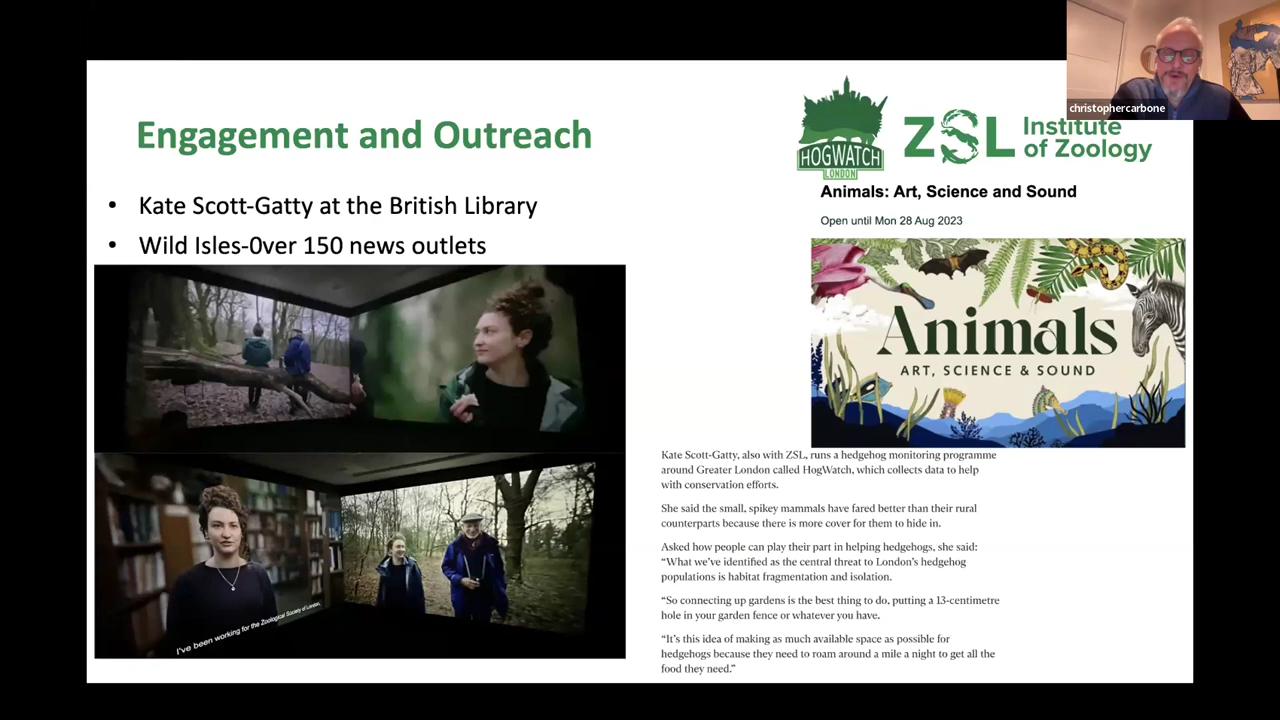 christophercarbone
Engagement and Outreach
HOGWATCH
LONDON
ZSL Institute
of Zoology
• Kate Scott-Gatty at the British Library
• Wild Isles-0ver 150 news outlets
Animals: Art, Science and Sound
Open until Mon 28 Aug 2023
Animals
ART, SCIENCE & SOUND
I've been working for the Zoological Society of London,
Kate Scott-Gatty, also with ZSL, runs a hedgehog monitoring programme
around Greater London called HogWatch, which collects data to help
with conservation efforts.
She said the small, spikey mammals have fared better than their rural
counterparts because there is more cover for them to hide in.
Asked how people can play their part in helping hedgehogs, she said:
“What we've identified as the central threat to London's hedgehog
populations is habitat fragmentation and isolation.
“So connecting up gardens is the best thing to do, putting a 13-centimetre
hole in your garden fence or whatever you have.
“It's this idea of making as much available space as possible for
hedgehogs because they need to roam around a mile a night to get all the
food they need.”